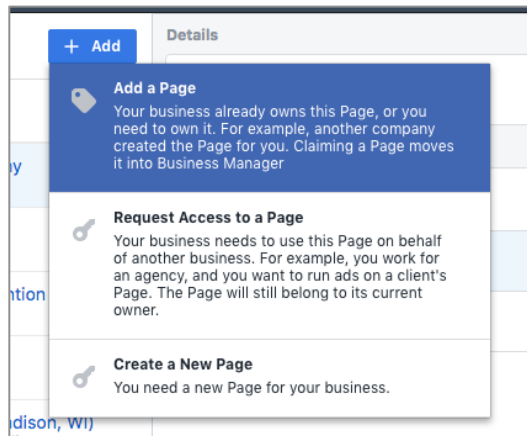 + Add
Details
Add a Page
Your business already owns this Page, or you
need to own it. For example, another company
created the Page for you. Claiming a Page moves
it into Business Manager
Request Access to a Page
Your business needs to use this Page on behalf
of another business. For example, you work for
an agency, and you want to run ads on a client's
Page. The Page will still belong to its current
owner.
Create a New Page
You need a new Page for your business.
ny
ntion
adison, WI)